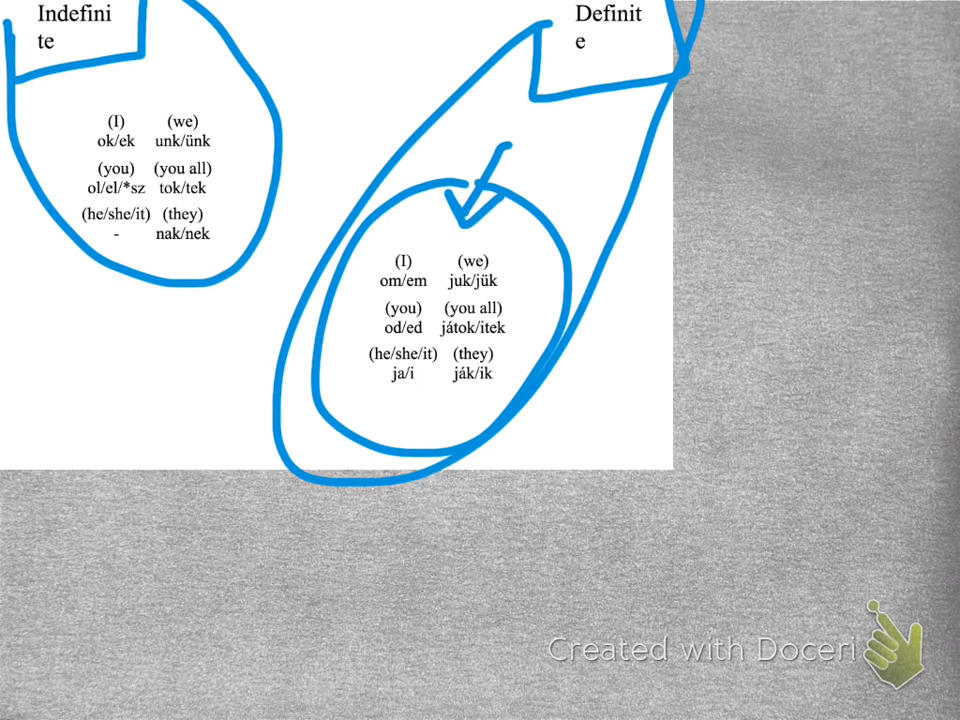 Indefini
te
Definit
e
(I) (we)
ok/ek unk/ünk
(you) (you all)
ol/el/*sz tok/tek
(he/she/it) (they)
- nak/nek
(I) (we)
om/em juk/jük
(you) (you all)
od/ed játok/itek
(he/she/it) (they)
ja/i ják/ik
Created with Doceri